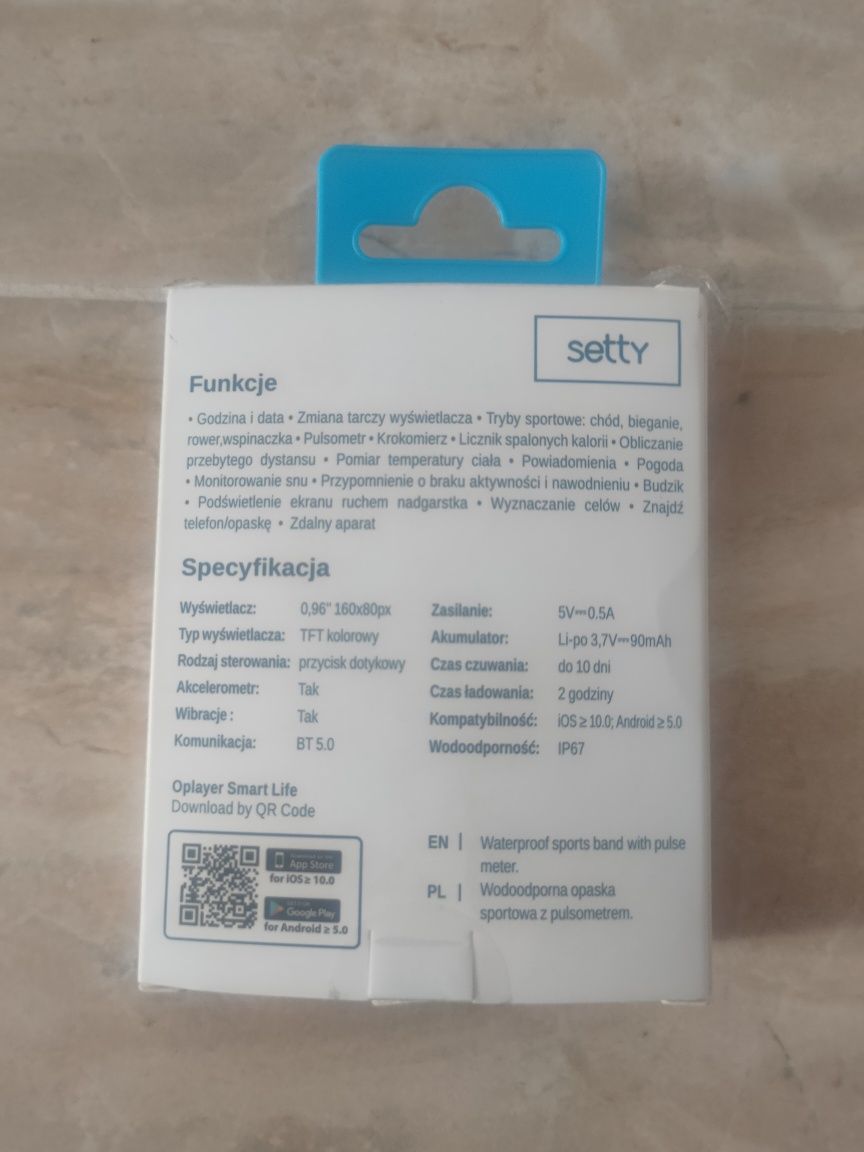 setty
Funkcje
• Godzina i data • Zmiana tarczy wyświetlacza • Tryby sportowe: chód, bieganie,
rower,wspinaczka • Pulsometr • Krokomierz • Licznik spalonych kalorii • Obliczanie
przebytego dystansu • Pomiar temperatury ciała • Powiadomienia • Pogoda
• Monitorowanie snu • Przypomnienie o braku aktywności i nawodnieniu • Budzik
• Podświetlenie ekranu ruchem nadgarstka • Wyznaczanie celów • Znajdź
telefon/opaskę • Zdalny aparat
Specyfikacja
Wyświetlacz: 0,96" 160x80px
Typ wyświetlacza: TFT kolorowy
Rodzaj sterowania: przycisk dotykowy
Akcelerometr: Tak
Wibracje : Tak
Komunikacja: BT 5.0
Zasilanie: 5V⎓0.5A
Akumulator: Li-po 3,7V⎓90mAh
Czas czuwania: do 10 dni
Czas ładowania: 2 godziny
Kompatybilność: iOS ≥ 10.0; Android ≥ 5.0
Wodoodporność: IP67
Oplayer Smart Life
Download by QR Code
App Store
for iOS ≥ 10.0
Google Play
for Android ≥ 5.0
EN | Waterproof sports band with pulse
meter.
PL | Wodoodporna opaska
sportowa z pulsometrem.